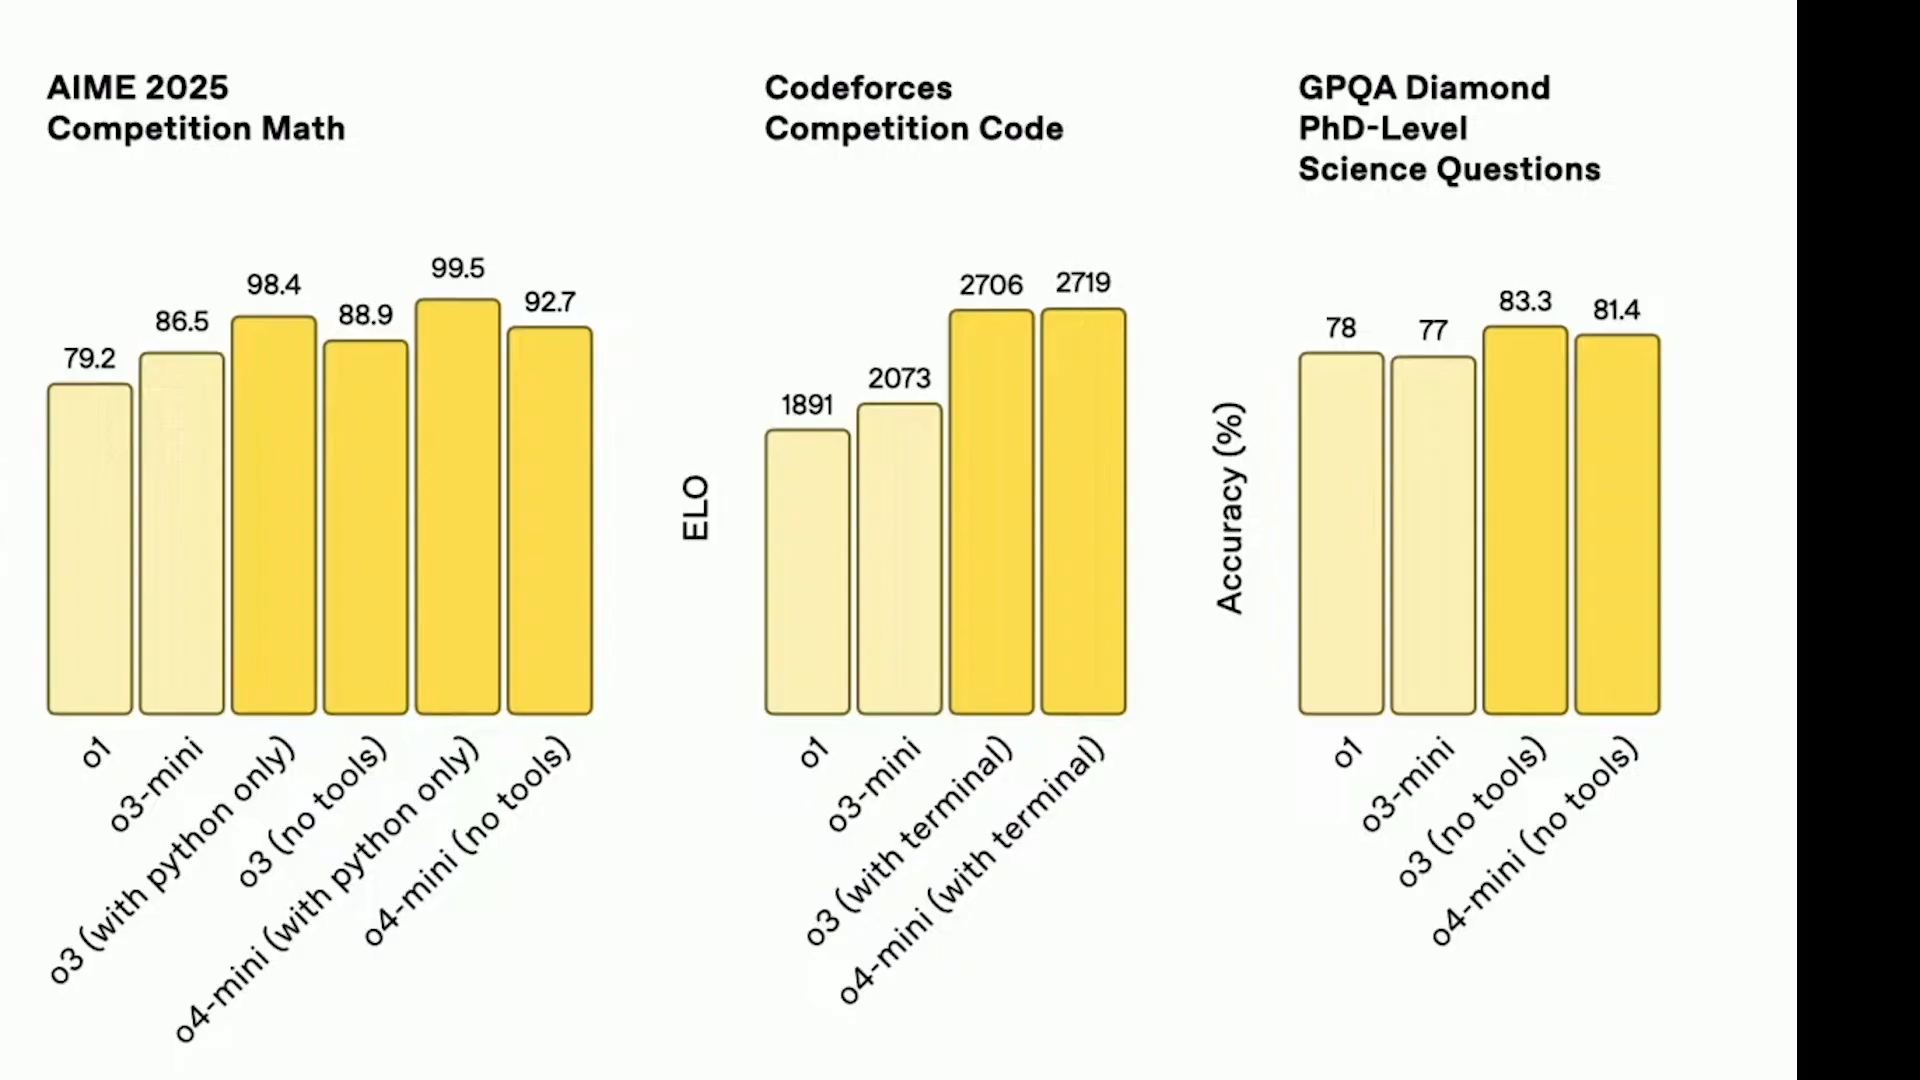 AIME 2025
Competition Math
79.2
86.5
98.4
88.9
99.5
92.7
o1
o3-mini
o3 (with python only)
o3 (no tools)
o4-mini (with python only)
o4-mini (no tools)
Codeforces
Competition Code
ELO
1891
2073
2706
2719
o1
o3-mini
o3 (with terminal)
o4-mini (with terminal)
GPQA Diamond
PhD-Level
Science Questions
Accuracy (%)
78
77
83.3
81.4
o1
o3-mini
o3 (no tools)
o4-mini (no tools)